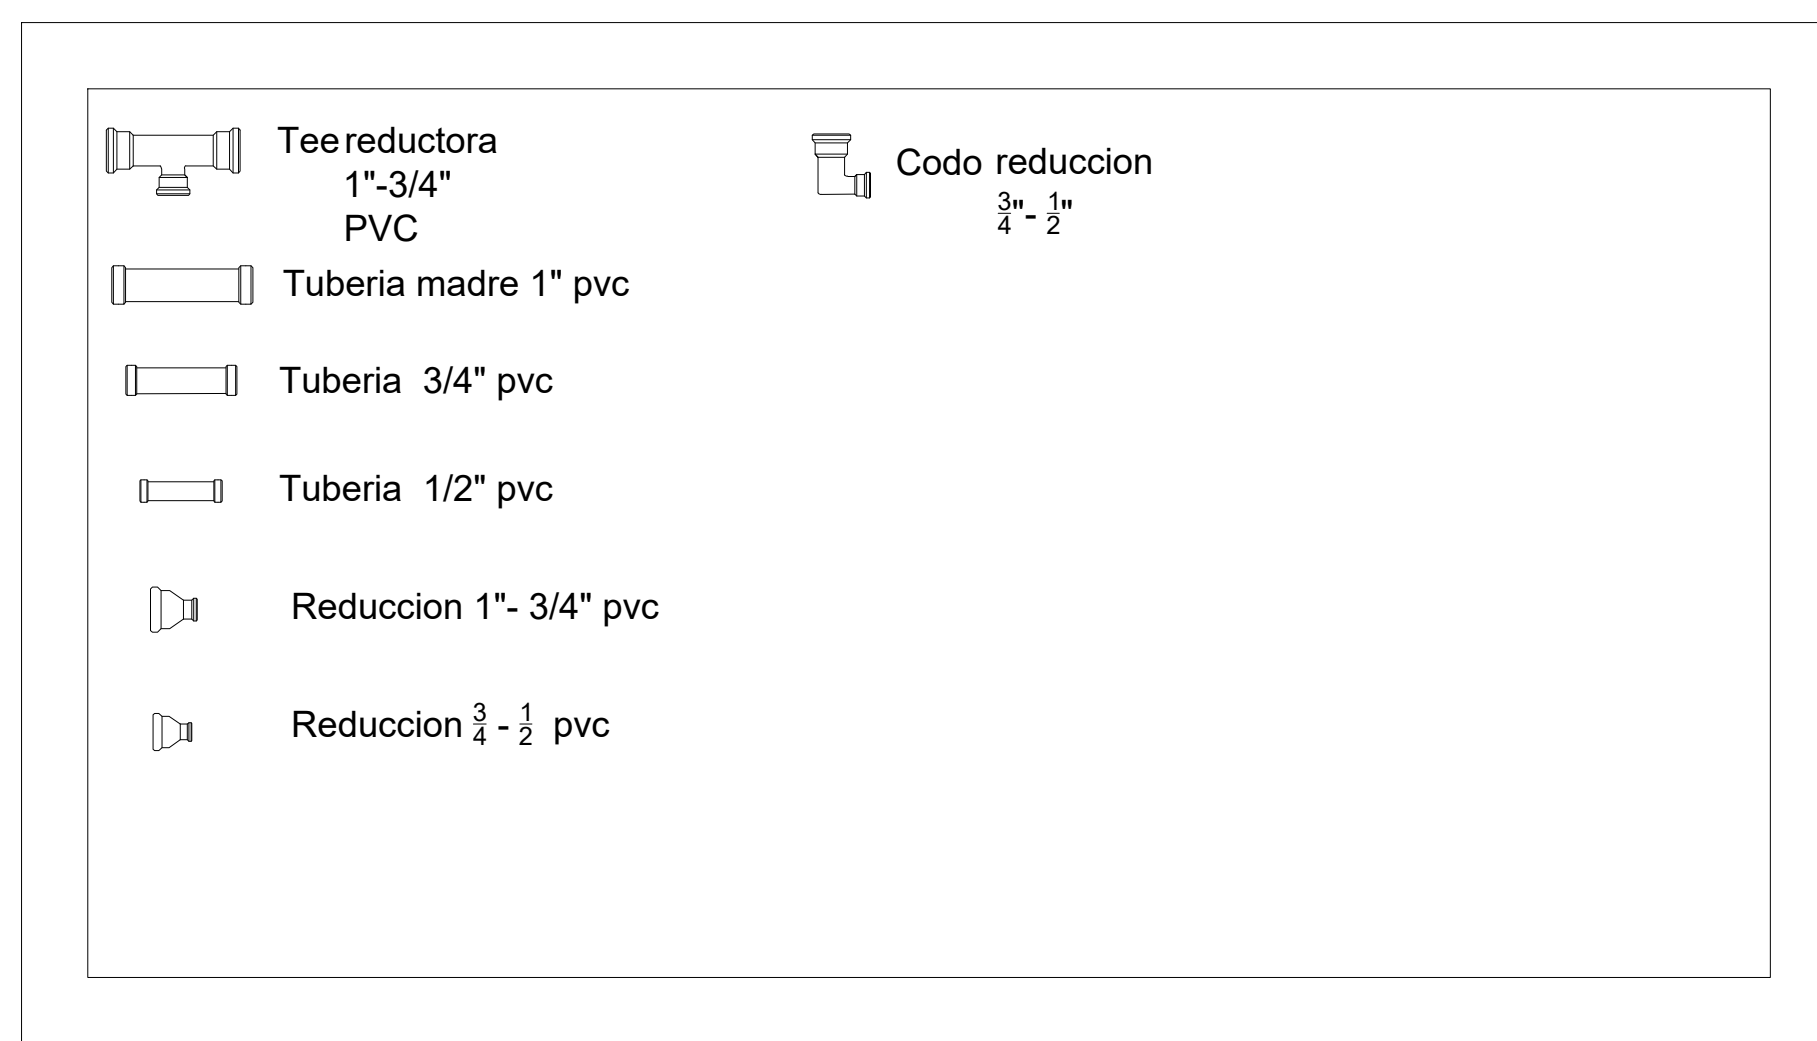 Tee reductora
1"-3/4"
PVC
Tuberia madre 1" pvc
Tuberia 3/4" pvc
Tuberia 1/2" pvc
Reduccion 1"- 3/4" pvc
Reduccion 3/4 - 1/2 pvc
Codo reduccion
3/4"- 1/2"